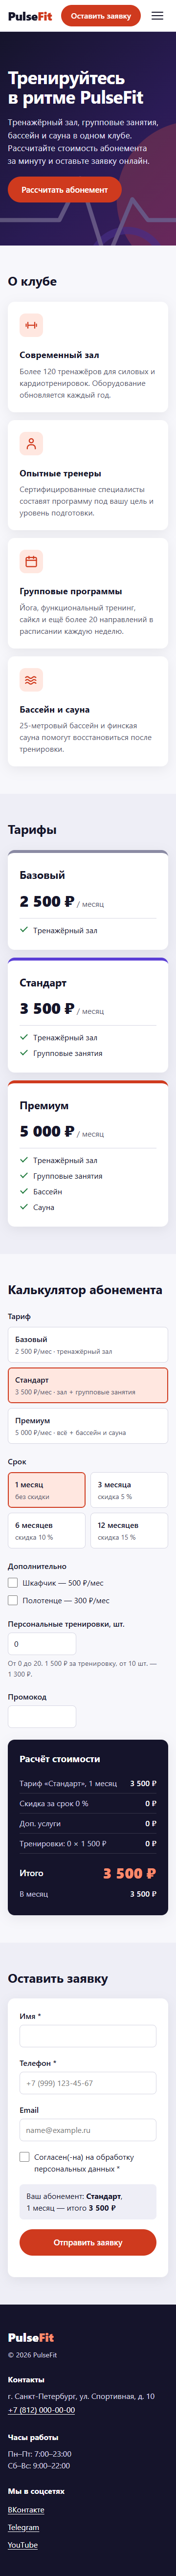 PulseFit
Оставить заявку
Тренируйтесь
в ритме PulseFit
Тренажёрный зал, групповые занятия,
бассейн и сауна в одном клубе.
Рассчитайте стоимость абонемента
за минуту и оставьте заявку онлайн.
Рассчитать абонемент
О клубе
Современный зал
Более 120 тренажёров для силовых и
кардиотренировок. Оборудование
обновляется каждый год.
Опытные тренеры
Сертифицированные специалисты
составят программу под вашу цель и
уровень подготовки.
Групповые программы
Йога, функциональный тренинг,
сайкл и ещё более 20 направлений в
расписании каждую неделю.
Бассейн и сауна
25-метровый бассейн и финская
сауна помогут восстановиться после
тренировки.
Тарифы
Базовый
2 500 ₽ / месяц
Тренажёрный зал
Стандарт
3 500 ₽ / месяц
Тренажёрный зал
Групповые занятия
Премиум
5 000 ₽ / месяц
Тренажёрный зал
Групповые занятия
Бассейн
Сауна
Калькулятор абонемента
Тариф
Базовый
2 500 ₽/мес · тренажёрный зал
Стандарт
3 500 ₽/мес · зал + групповые занятия
Премиум
5 000 ₽/мес · всё + бассейн и сауна
Срок
1 месяц
без скидки
3 месяца
скидка 5 %
6 месяцев
скидка 10 %
12 месяцев
скидка 15 %
Дополнительно
Шкафчик — 500 ₽/мес
Полотенце — 300 ₽/мес
Персональные тренировки, шт.
0
От 0 до 20. 1 500 ₽ за тренировку, от 10 шт. —
1 300 ₽.
Промокод
Расчёт стоимости
Тариф «Стандарт», 1 месяц 3 500 ₽
Скидка за срок 0 % 0 ₽
Доп. услуги 0 ₽
Тренировки: 0 × 1 500 ₽ 0 ₽
Итого 3 500 ₽
В месяц 3 500 ₽
Оставить заявку
Имя *
Телефон *
+7 (999) 123-45-67
Email
name@example.ru
Согласен(-на) на обработку
персональных данных *
Ваш абонемент: Стандарт,
1 месяц — итого 3 500 ₽
Отправить заявку
PulseFit
© 2026 PulseFit
Контакты
г. Санкт-Петербург, ул. Спортивная, д. 10
+7 (812) 000-00-00
Часы работы
Пн–Пт: 7:00–23:00
Сб–Вс: 9:00–22:00
Мы в соцсетях
ВКонтакте
Telegram
YouTube